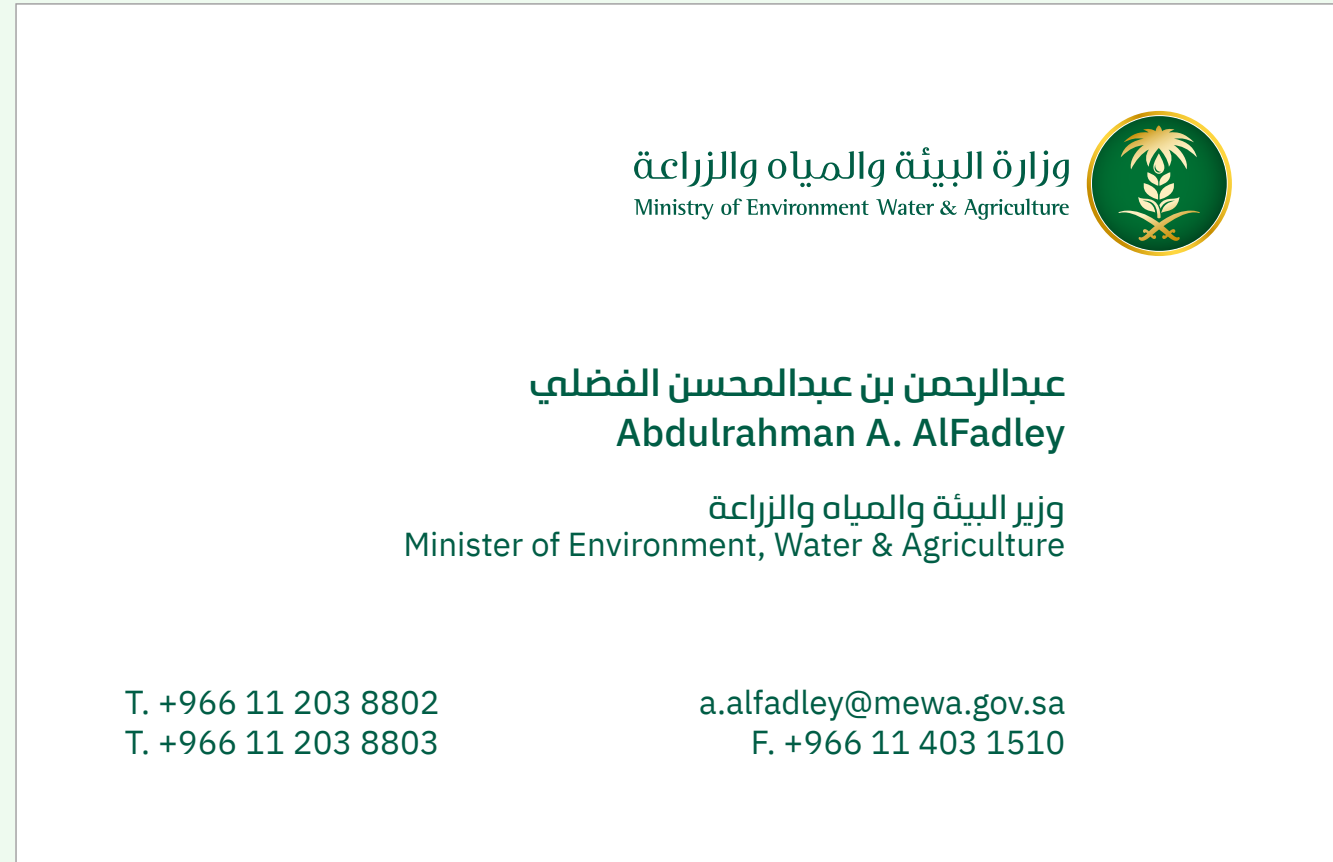 وزارة البيئة والمياه والزراعة
Ministry of Environment Water & Agriculture
عبدالرحمن بن عبدالمحسن الفضلي
Abdulrahman A. AlFadley
وزير البيئة والمياه والزراعة
Minister of Environment, Water & Agriculture
T. +966 11 203 8802
T. +966 11 203 8803
a.alfadley@mewa.gov.sa
F. +966 11 403 1510